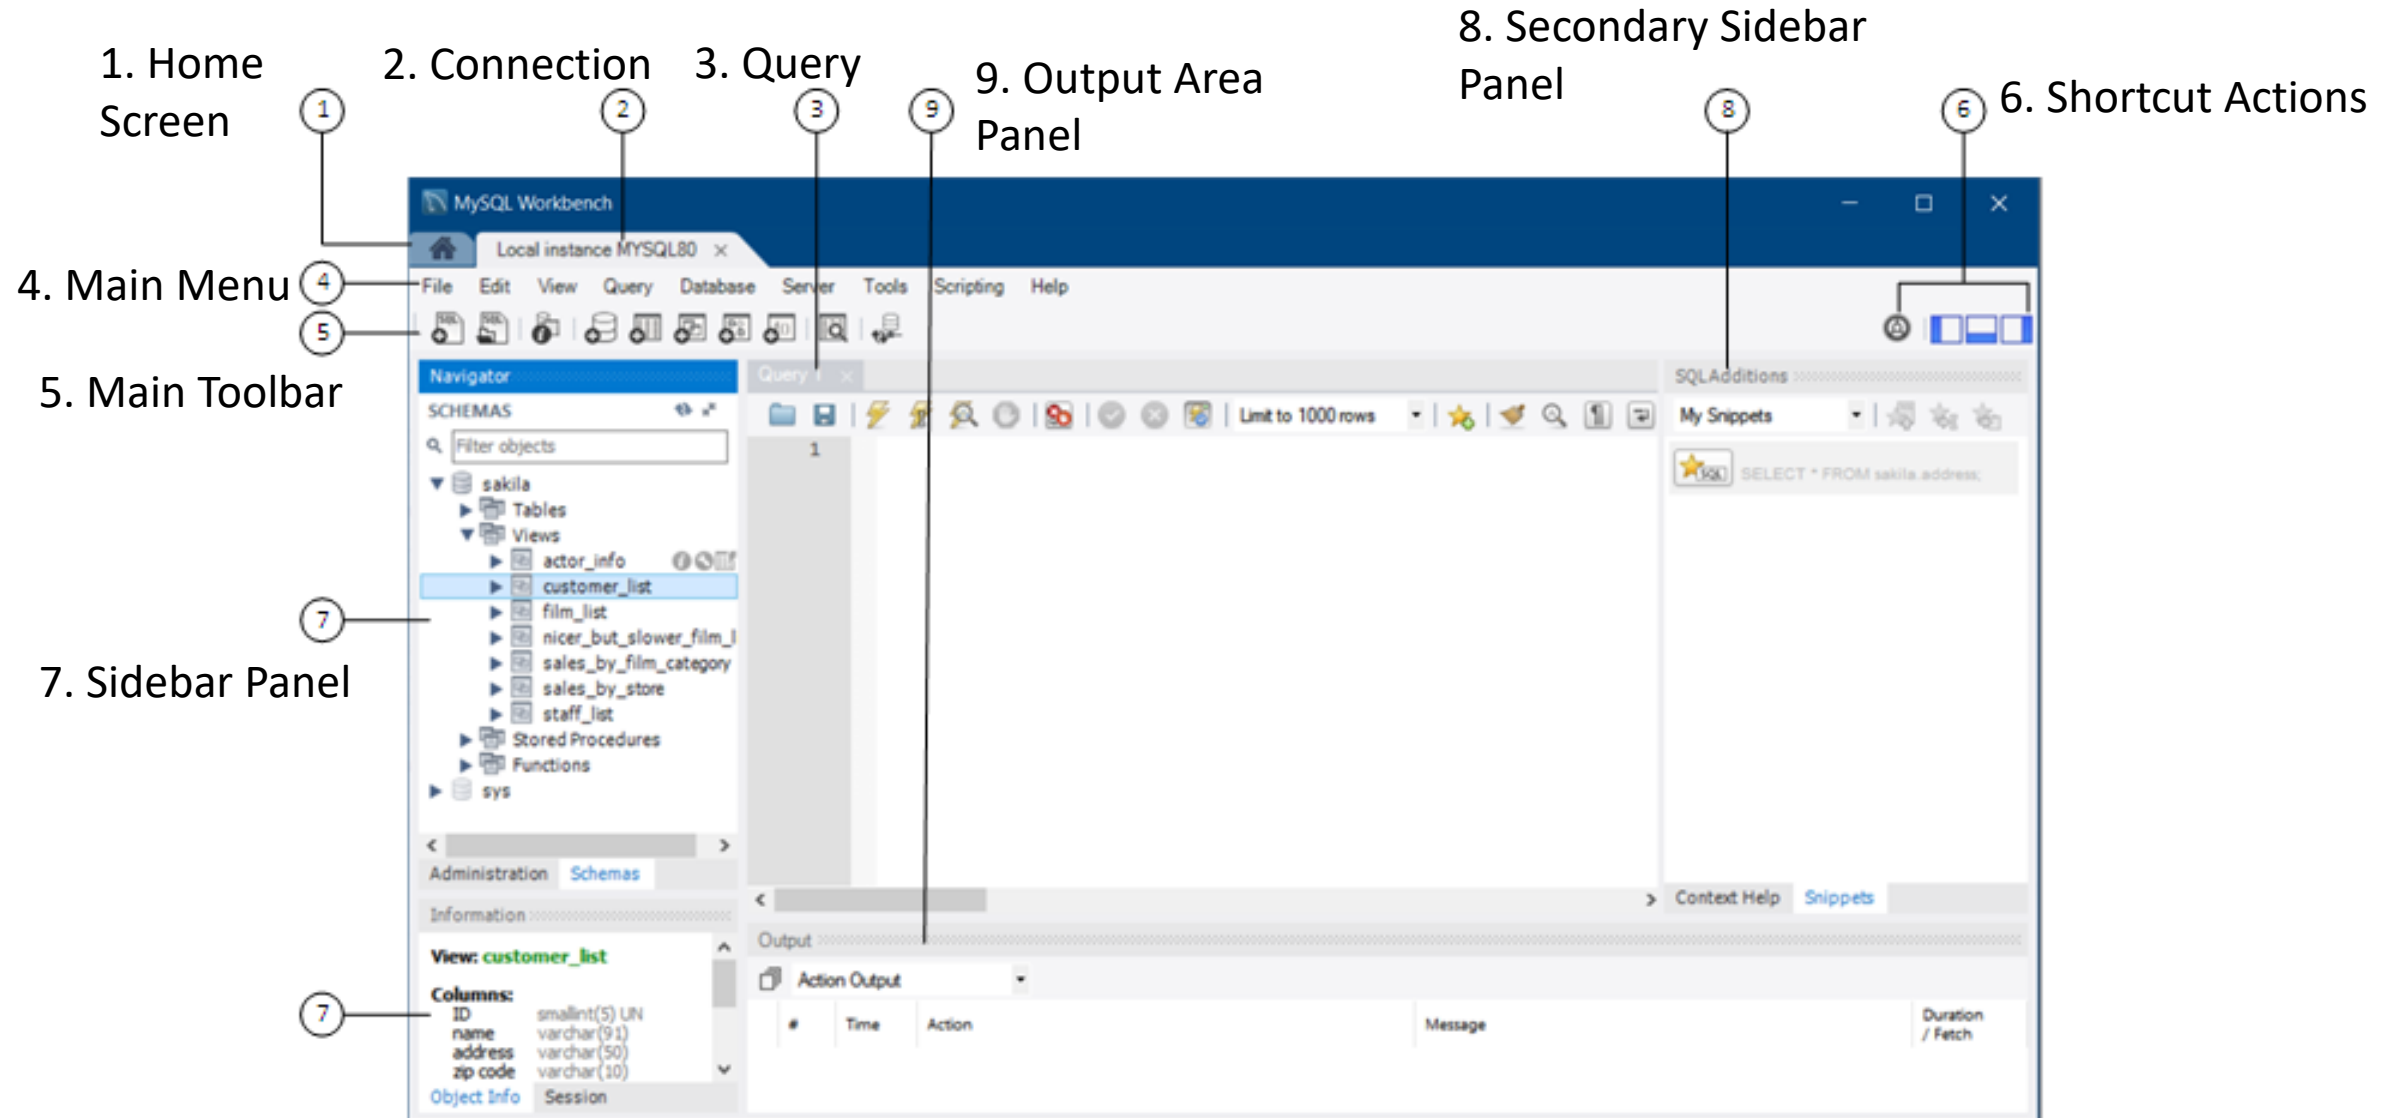 8. Secondary Sidebar
Panel
1. Home
Screen
2. Connection
3. Query
9. Output Area
Panel
6. Shortcut Actions
1
2
3
9
8
6
MySQL Workbench
Local instance MYSQL80
4. Main Menu
4
File Edit View Query Database Server Tools Scripting Help
5
5. Main Toolbar
Navigator
Query 1
SQLAdditions
SCHEMAS
Limit to 1000 rows
My Snippets
Filter objects
1
SQL
SELECT * FROM sakila.address;
sakila
Tables
Views
actor_info
customer_list
film_list
7
nicer_but_slower_film_l
sales_by_film_category
7. Sidebar Panel
sales_by_store
staff_list
Stored Procedures
Functions
sys
Administration Schemas
Context Help Snippets
Information
Output
View: customer_list
Action Output
Columns:
7
ID smallint(5) UN
name varchar(91)
address varchar(50)
zip code varchar(10)
# Time Action Message Duration
/ Fetch
Object Info Session